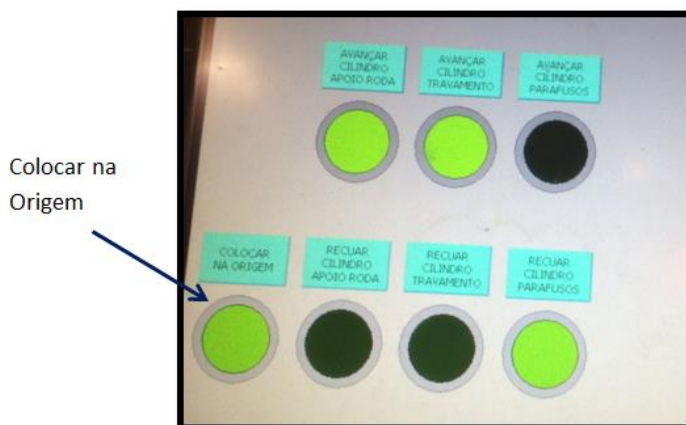 Colocar na
Origem
AVANÇAR
CILINDRO
APOIO RODA
AVANÇAR
CILINDRO
TRAVAMENTO
AVANÇAR
CILINDRO
PARAFUSOS
COLOCAR
NA ORIGEM
RECUAR
CILINDRO
APOIO RODA
RECUAR
CILINDRO
TRAVAMENTO
RECUAR
CILINDRO
PARAFUSOS